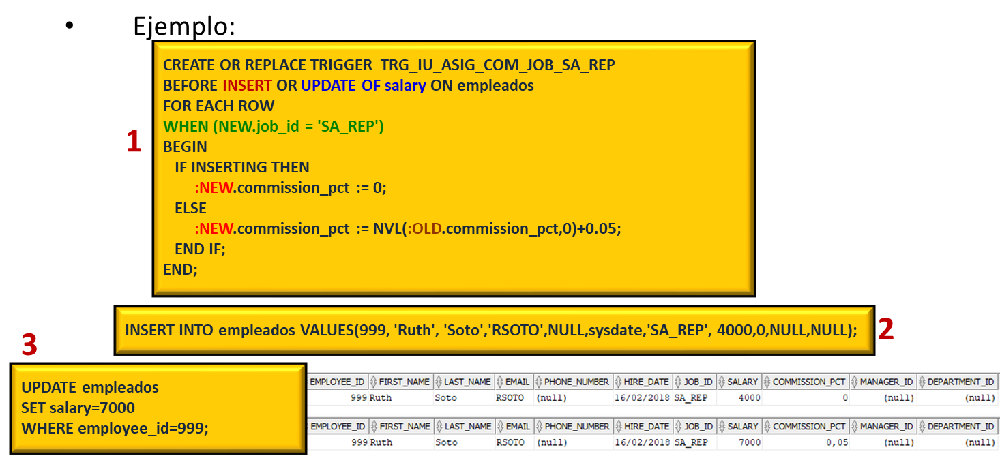 • Ejemplo:
CREATE OR REPLACE TRIGGER TRG_IU_ASIG_COM_JOB_SA_REP
BEFORE INSERT OR UPDATE OF salary ON empleados
FOR EACH ROW
WHEN (NEW.job_id = 'SA_REP')
1
BEGIN
IF INSERTING THEN
:NEW.commission_pct := 0;
ELSE
:NEW.commission_pct := NVL(:OLD.commission_pct,0)+0.05;
END IF;
END;
INSERT INTO empleados VALUES(999, 'Ruth', 'Soto','RSOTO',NULL,sysdate,'SA_REP', 4000,0,NULL,NULL);
2
3
UPDATE empleados
SET salary=7000
WHERE employee_id=999;
EMPLOYEE_ID FIRST_NAME LAST_NAME EMAIL PHONE_NUMBER HIRE_DATE JOB_ID SALARY COMMISSION_PCT MANAGER_ID DEPARTMENT_ID
999 Ruth Soto RSOTO (null) 16/02/2018 SA_REP 4000 0 (null) (null)
EMPLOYEE_ID FIRST_NAME LAST_NAME EMAIL PHONE_NUMBER HIRE_DATE JOB_ID SALARY COMMISSION_PCT MANAGER_ID DEPARTMENT_ID
999 Ruth Soto RSOTO (null) 16/02/2018 SA_REP 7000 0,05 (null) (null)